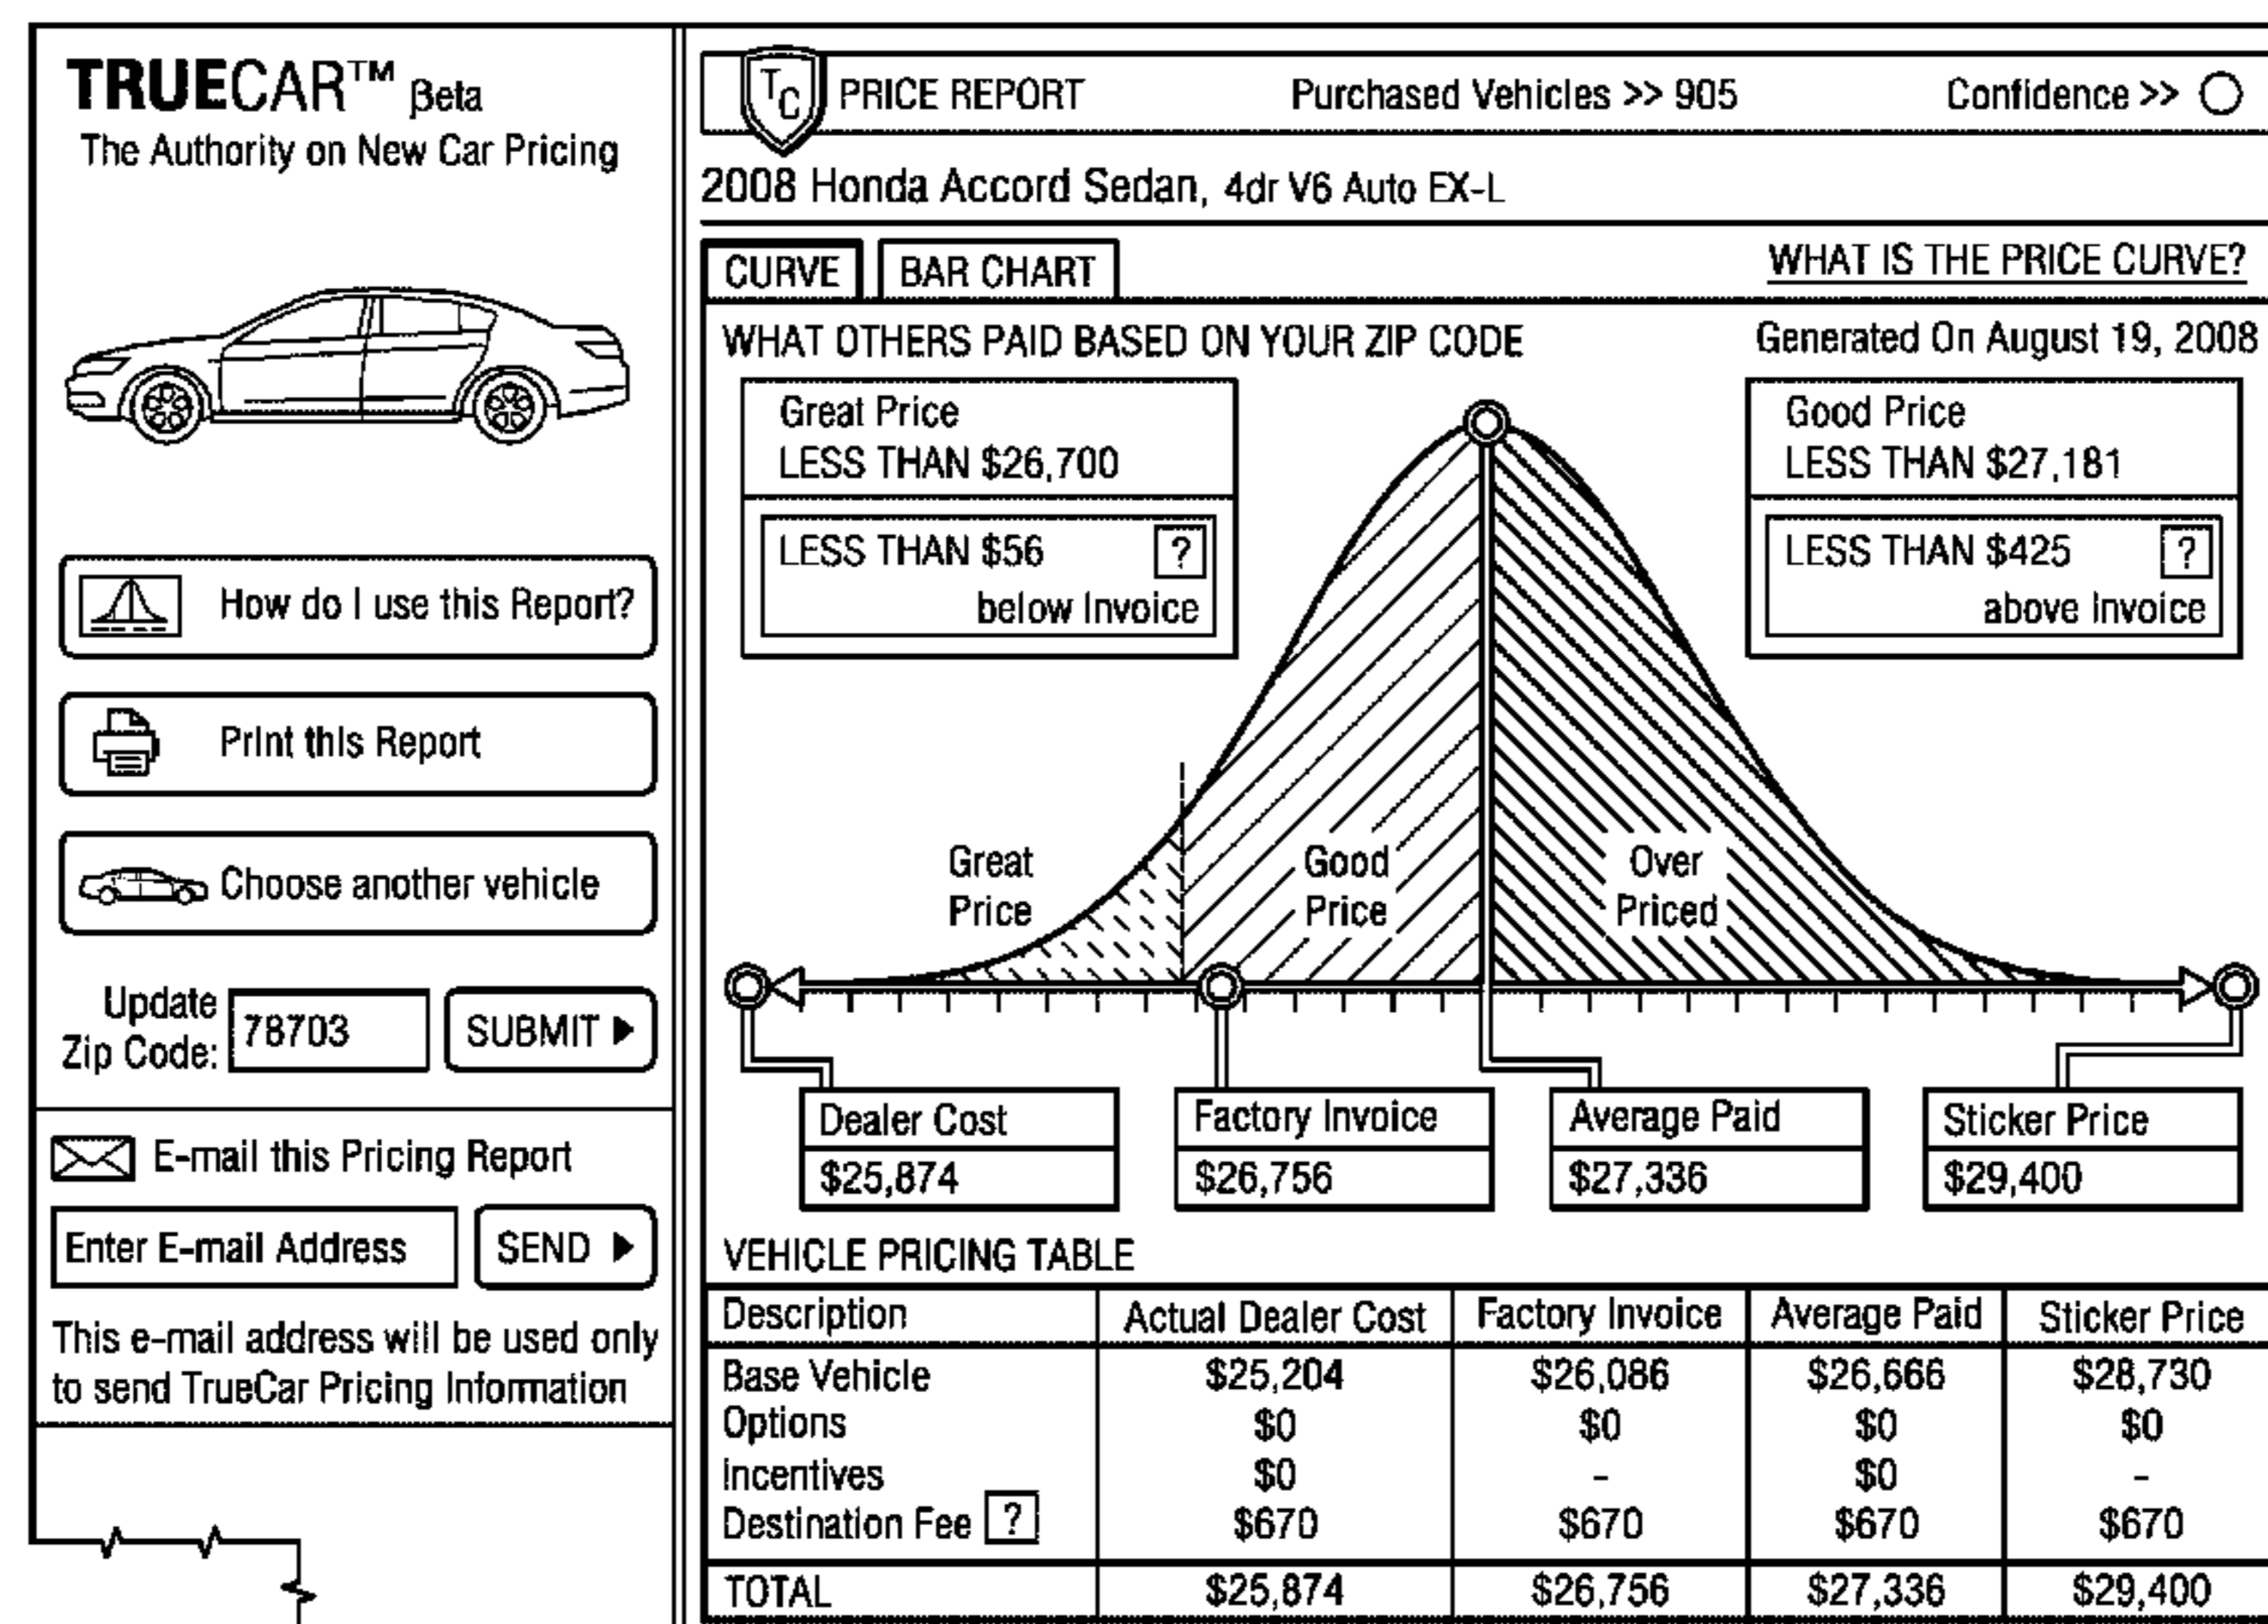 TRUECAR™ βeta
The Authority on New Car Pricing
How do I use this Report?
Print this Report
Choose another vehicle
Update
Zip Code:
78703
SUBMIT
E-mail this Pricing Report
Enter E-mail Address
SEND
This e-mail address will be used only
to send TrueCar Pricing Information
TC PRICE REPORT Purchased Vehicles >> 905 Confidence >>
2008 Honda Accord Sedan, 4dr V6 Auto EX-L
CURVE BAR CHART WHAT IS THE PRICE CURVE?
WHAT OTHERS PAID BASED ON YOUR ZIP CODE Generated On August 19, 2008
Great Price
LESS THAN $26,700
LESS THAN $56 ?
below Invoice
Good Price
LESS THAN $27,181
LESS THAN $425 ?
above Invoice
Great
Price
Good
Price
Over
Priced
Dealer Cost
$25,874
Factory Invoice
$26,756
Average Paid
$27,336
Sticker Price
$29,400
VEHICLE PRICING TABLE
Description Actual Dealer Cost Factory Invoice Average Paid Sticker Price
Base Vehicle $25,204 $26,086 $26,666 $28,730
Options $0 $0 $0 $0
Incentives $0 - $0 -
Destination Fee ? $670 $670 $670 $670
TOTAL $25,874 $26,756 $27,336 $29,400